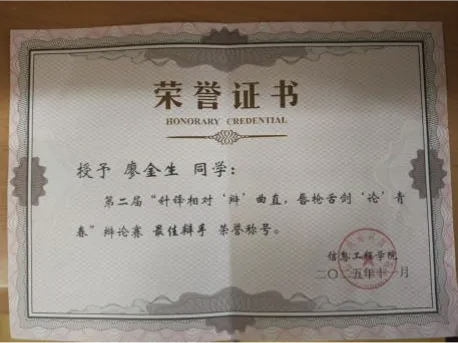 荣誉证书
HONORARY CREDENTIAL
授予 廖金生 同学：
第二届“针锋相对‘辩’曲直，唇枪舌剑‘论’青
春”辩论赛 最佳辩手 荣誉称号。
信息工程学院
二〇二五年十一月